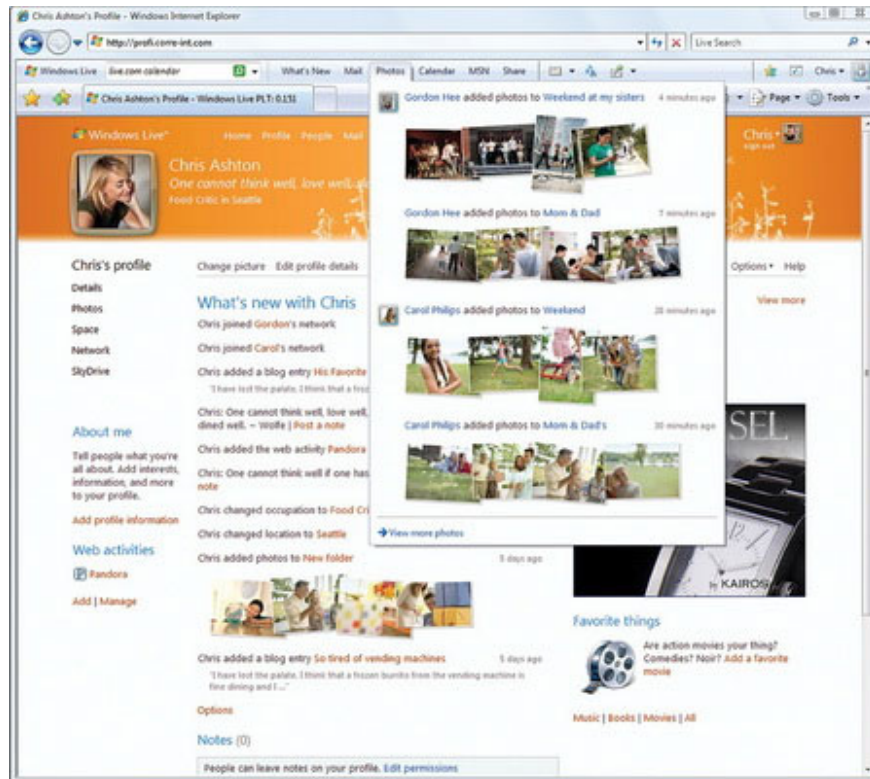 Chris Ashton's Profile - Windows Internet Explorer
http://profi.corre-int.com
Live Search
Windows Live
live.com calendar
What's New Mail Photos Calendar MSN Share
Chris
Chris Ashton's Profile - Windows Live PLT: 0.151
Page Tools
Gordon Hee added photos to Weekend at my sisters 4 minutes ago
Gordon Hee added photos to Mom & Dad 7 minutes ago
Carol Philips added photos to Weekend 28 minutes ago
Carol Philips added photos to Mom & Dad's 30 minutes ago
View more photos
Windows Live
Home Profile People Mail
Chris
sign out
Chris Ashton
One cannot think well, love well,
Food Critic in Seattle
Chris's profile
Details
Photos
Space
Network
SkyDrive
Change picture Edit profile details
Options Help
View more
About me
Tell people what you're
all about. Add interests,
information, and more
to your profile.
Add profile information
Web activities
Pandora
Add | Manage
What's new with Chris
Chris joined Gordon's network
Chris joined Carol's network
Chris added a blog entry His Favorite
"I have lost the palate. I think that a
Chris: One cannot think well, love well,
dined well. ~ Wolfe | Post a note
Chris added the web activity Pandora
Chris: One cannot think well if one has
note
Chris changed occupation to Food
Chris changed location to Seattle
Chris added photos to New folder 5 days ago
Chris added a blog entry So tired of vending machines 5 days ago
"I have lost the palate. I think that a frozen burrito from the vending machine is
fine dining and I ..."
Options
Notes (0)
People can leave notes on your profile. Edit permissions
SEL
by KAIROS
Favorite things
Are action movies your thing?
Comedies? Noir? Add a favorite
movie
Music | Books | Movies | All